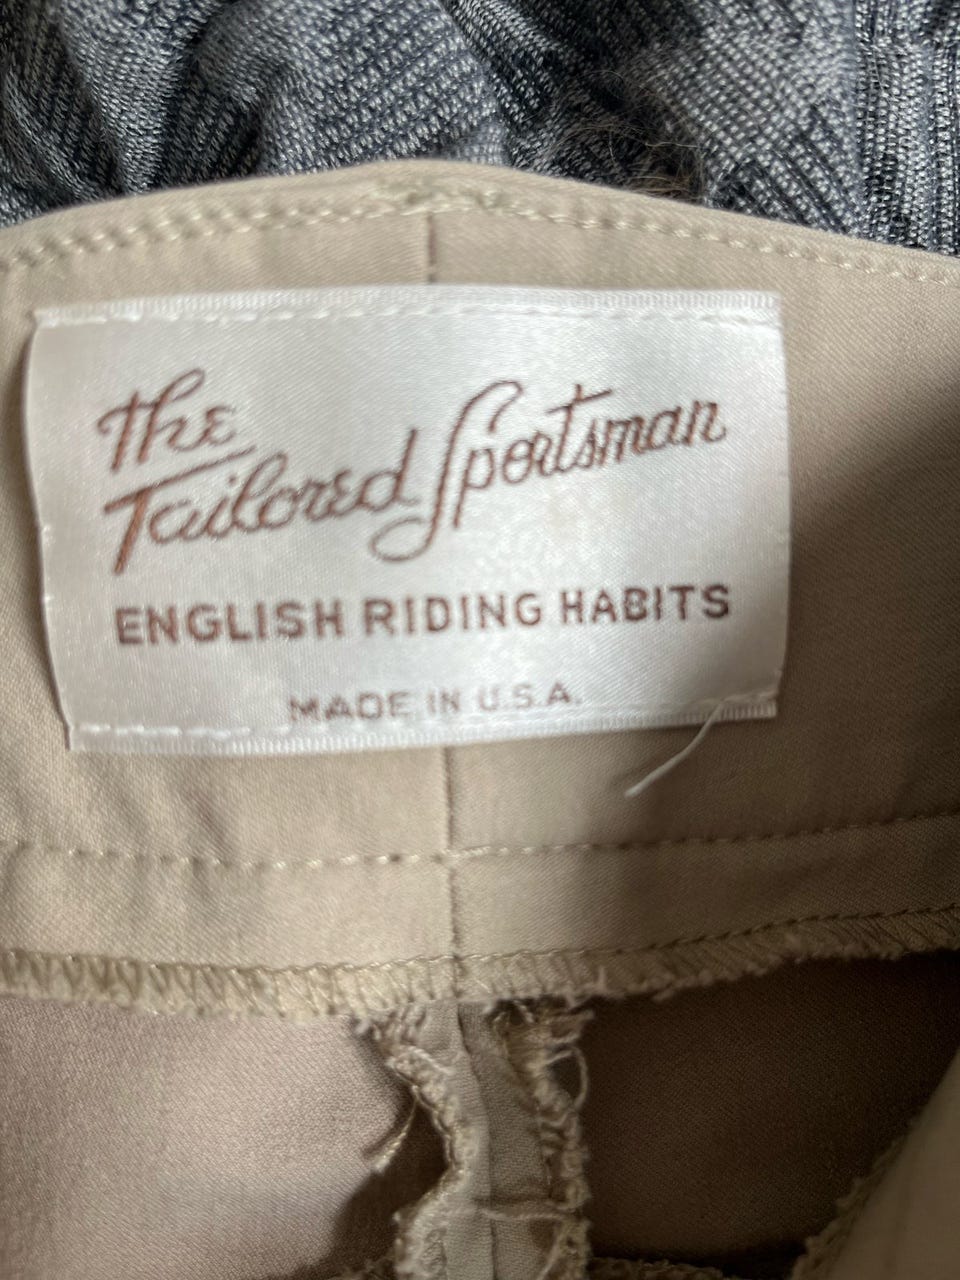 The
Tailored Sportsman
ENGLISH RIDING HABITS
MADE IN U.S.A.